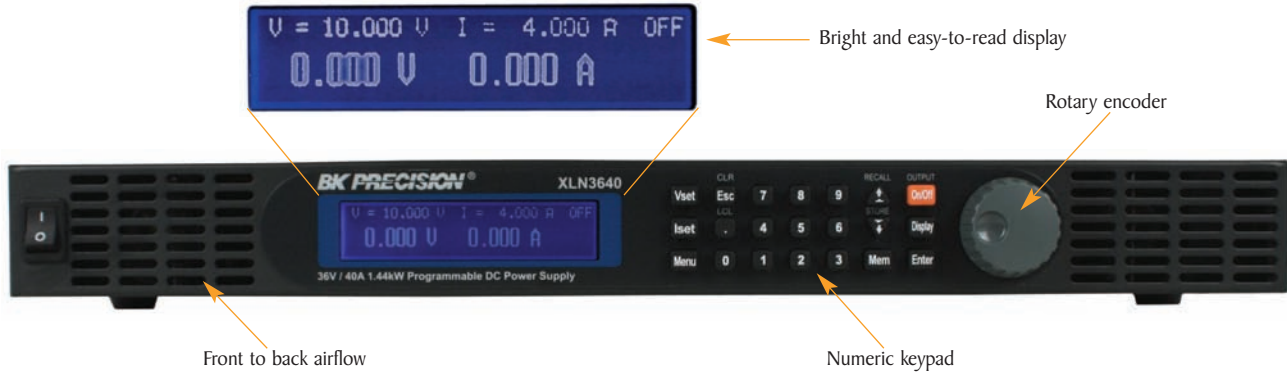 V = 10.000 V I = 4.000 A OFF
0.000 V 0.000 A
Bright and easy-to-read display
Rotary encoder
BK PRECISION® XLN3640
V = 10.000 V I = 4.000 A OFF
0.000 V 0.000 A
36V / 40A 1.44kW Programmable DC Power Supply
I
O
CLR RECALL OUTPUT
Vset Esc 7 8 9 On/Off
LCL STORE
Iset . 4 5 6 Display
Menu 0 1 2 3 Mem Enter
Front to back airflow
Numeric keypad